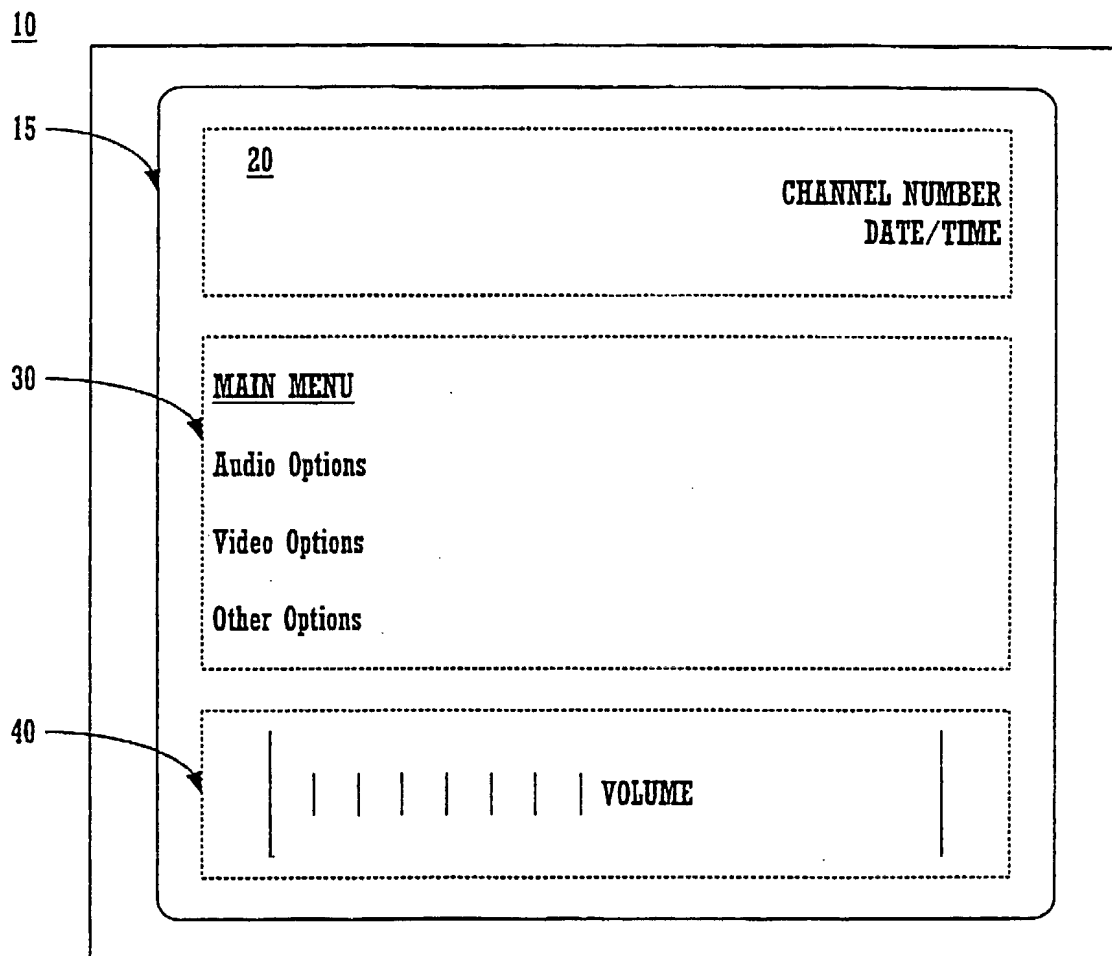 10
15
20
CHANNEL NUMBER
DATE/TIME
30
MAIN MENU
Audio Options
Video Options
Other Options
40
VOLUME